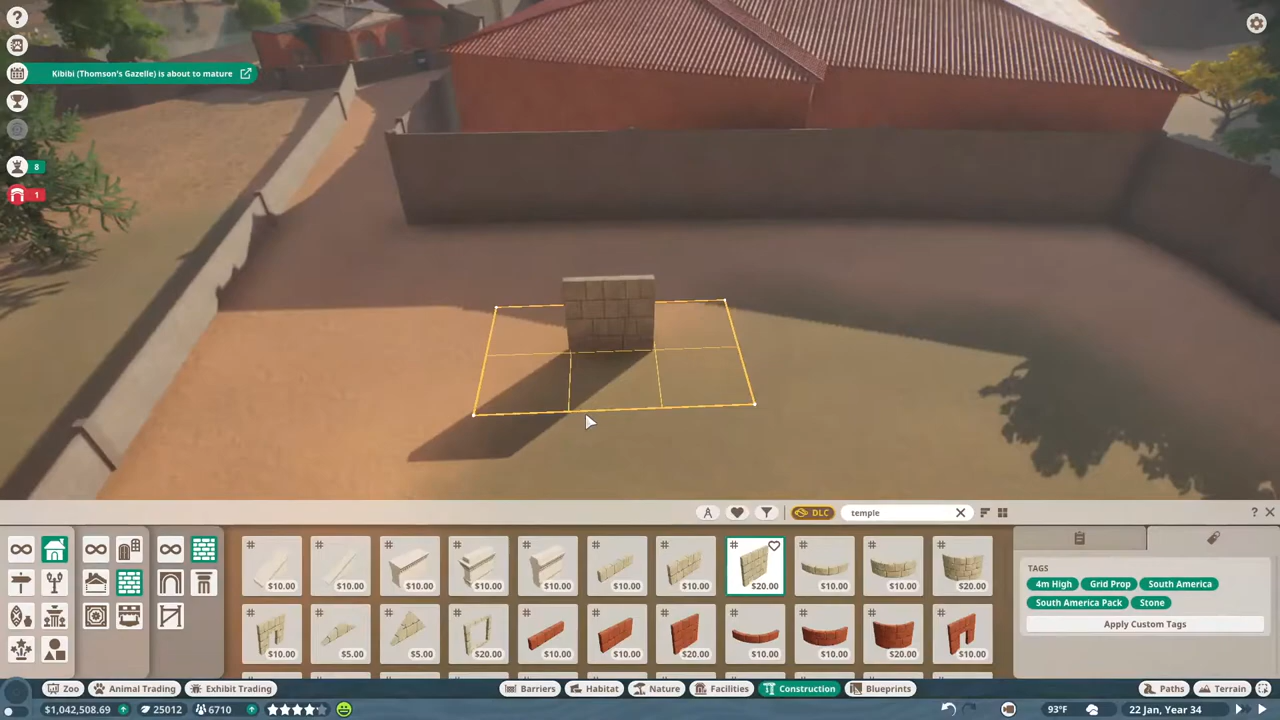 ?
Kibibi (Thomson's Gazelle) is about to mature
8
1
DLC
temple
?
$10.00 $10.00 $10.00 $10.00 $10.00 $10.00 $10.00 $20.00 $10.00 $10.00 $20.00
TAGS
4m High Grid Prop South America
South America Pack Stone
Apply Custom Tags
$10.00 $5.00 $5.00 $20.00 $10.00 $10.00 $20.00 $10.00 $10.00 $20.00 $10.00
Zoo Animal Trading Exhibit Trading Barriers Habitat Nature Facilities Construction Blueprints Paths Terrain
$1,042,508.69 25012 6710 93°F 22 Jan, Year 34